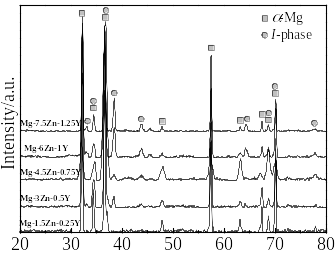 αMg
I-phase
Intensity/a.u.
Mg-7.5Zn-1.25Y
Mg-6Zn-1Y
Mg-4.5Zn-0.75Y
Mg-3Zn-0.5Y
Mg-1.5Zn-0.25Y
20 30 40 50 60 70 80